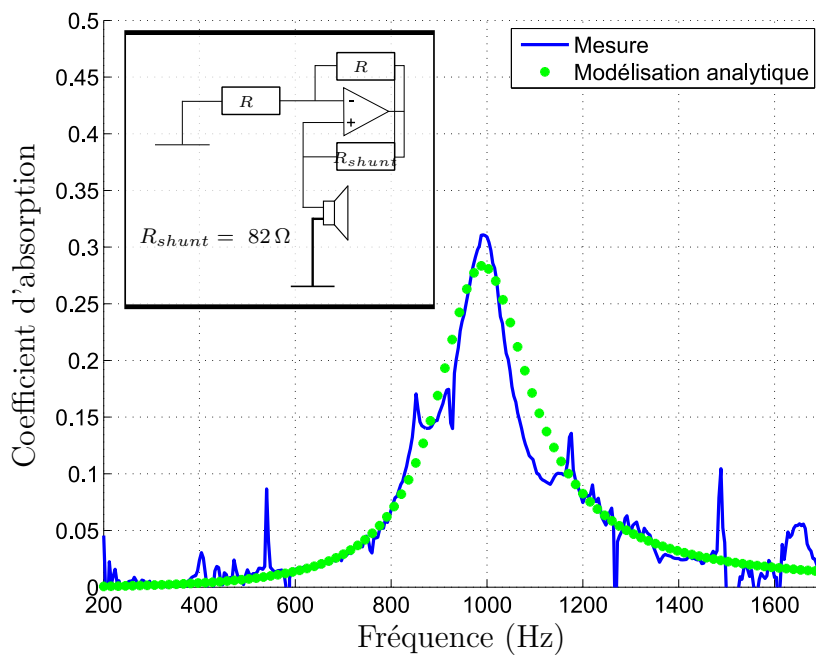 0.5
0.45
0.4
0.35
0.3
0.25
0.2
0.15
0.1
0.05
0
Coefficient d'absorption
R
R
-
+
R_shunt
R_shunt = 82 Ω
Mesure
Modélisation analytique
200 400 600 800 1000 1200 1400 1600
Fréquence (Hz)